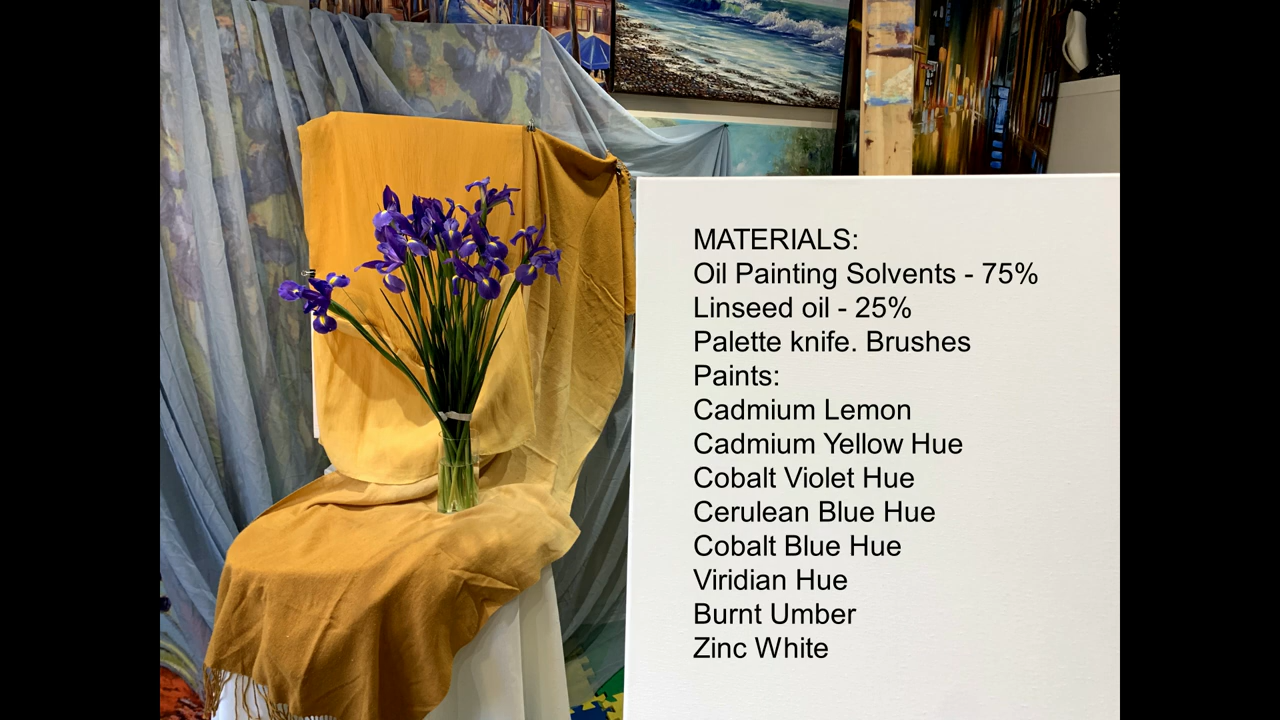 MATERIALS:
Oil Painting Solvents - 75%
Linseed oil - 25%
Palette knife. Brushes
Paints:
Cadmium Lemon
Cadmium Yellow Hue
Cobalt Violet Hue
Cerulean Blue Hue
Cobalt Blue Hue
Viridian Hue
Burnt Umber
Zinc White